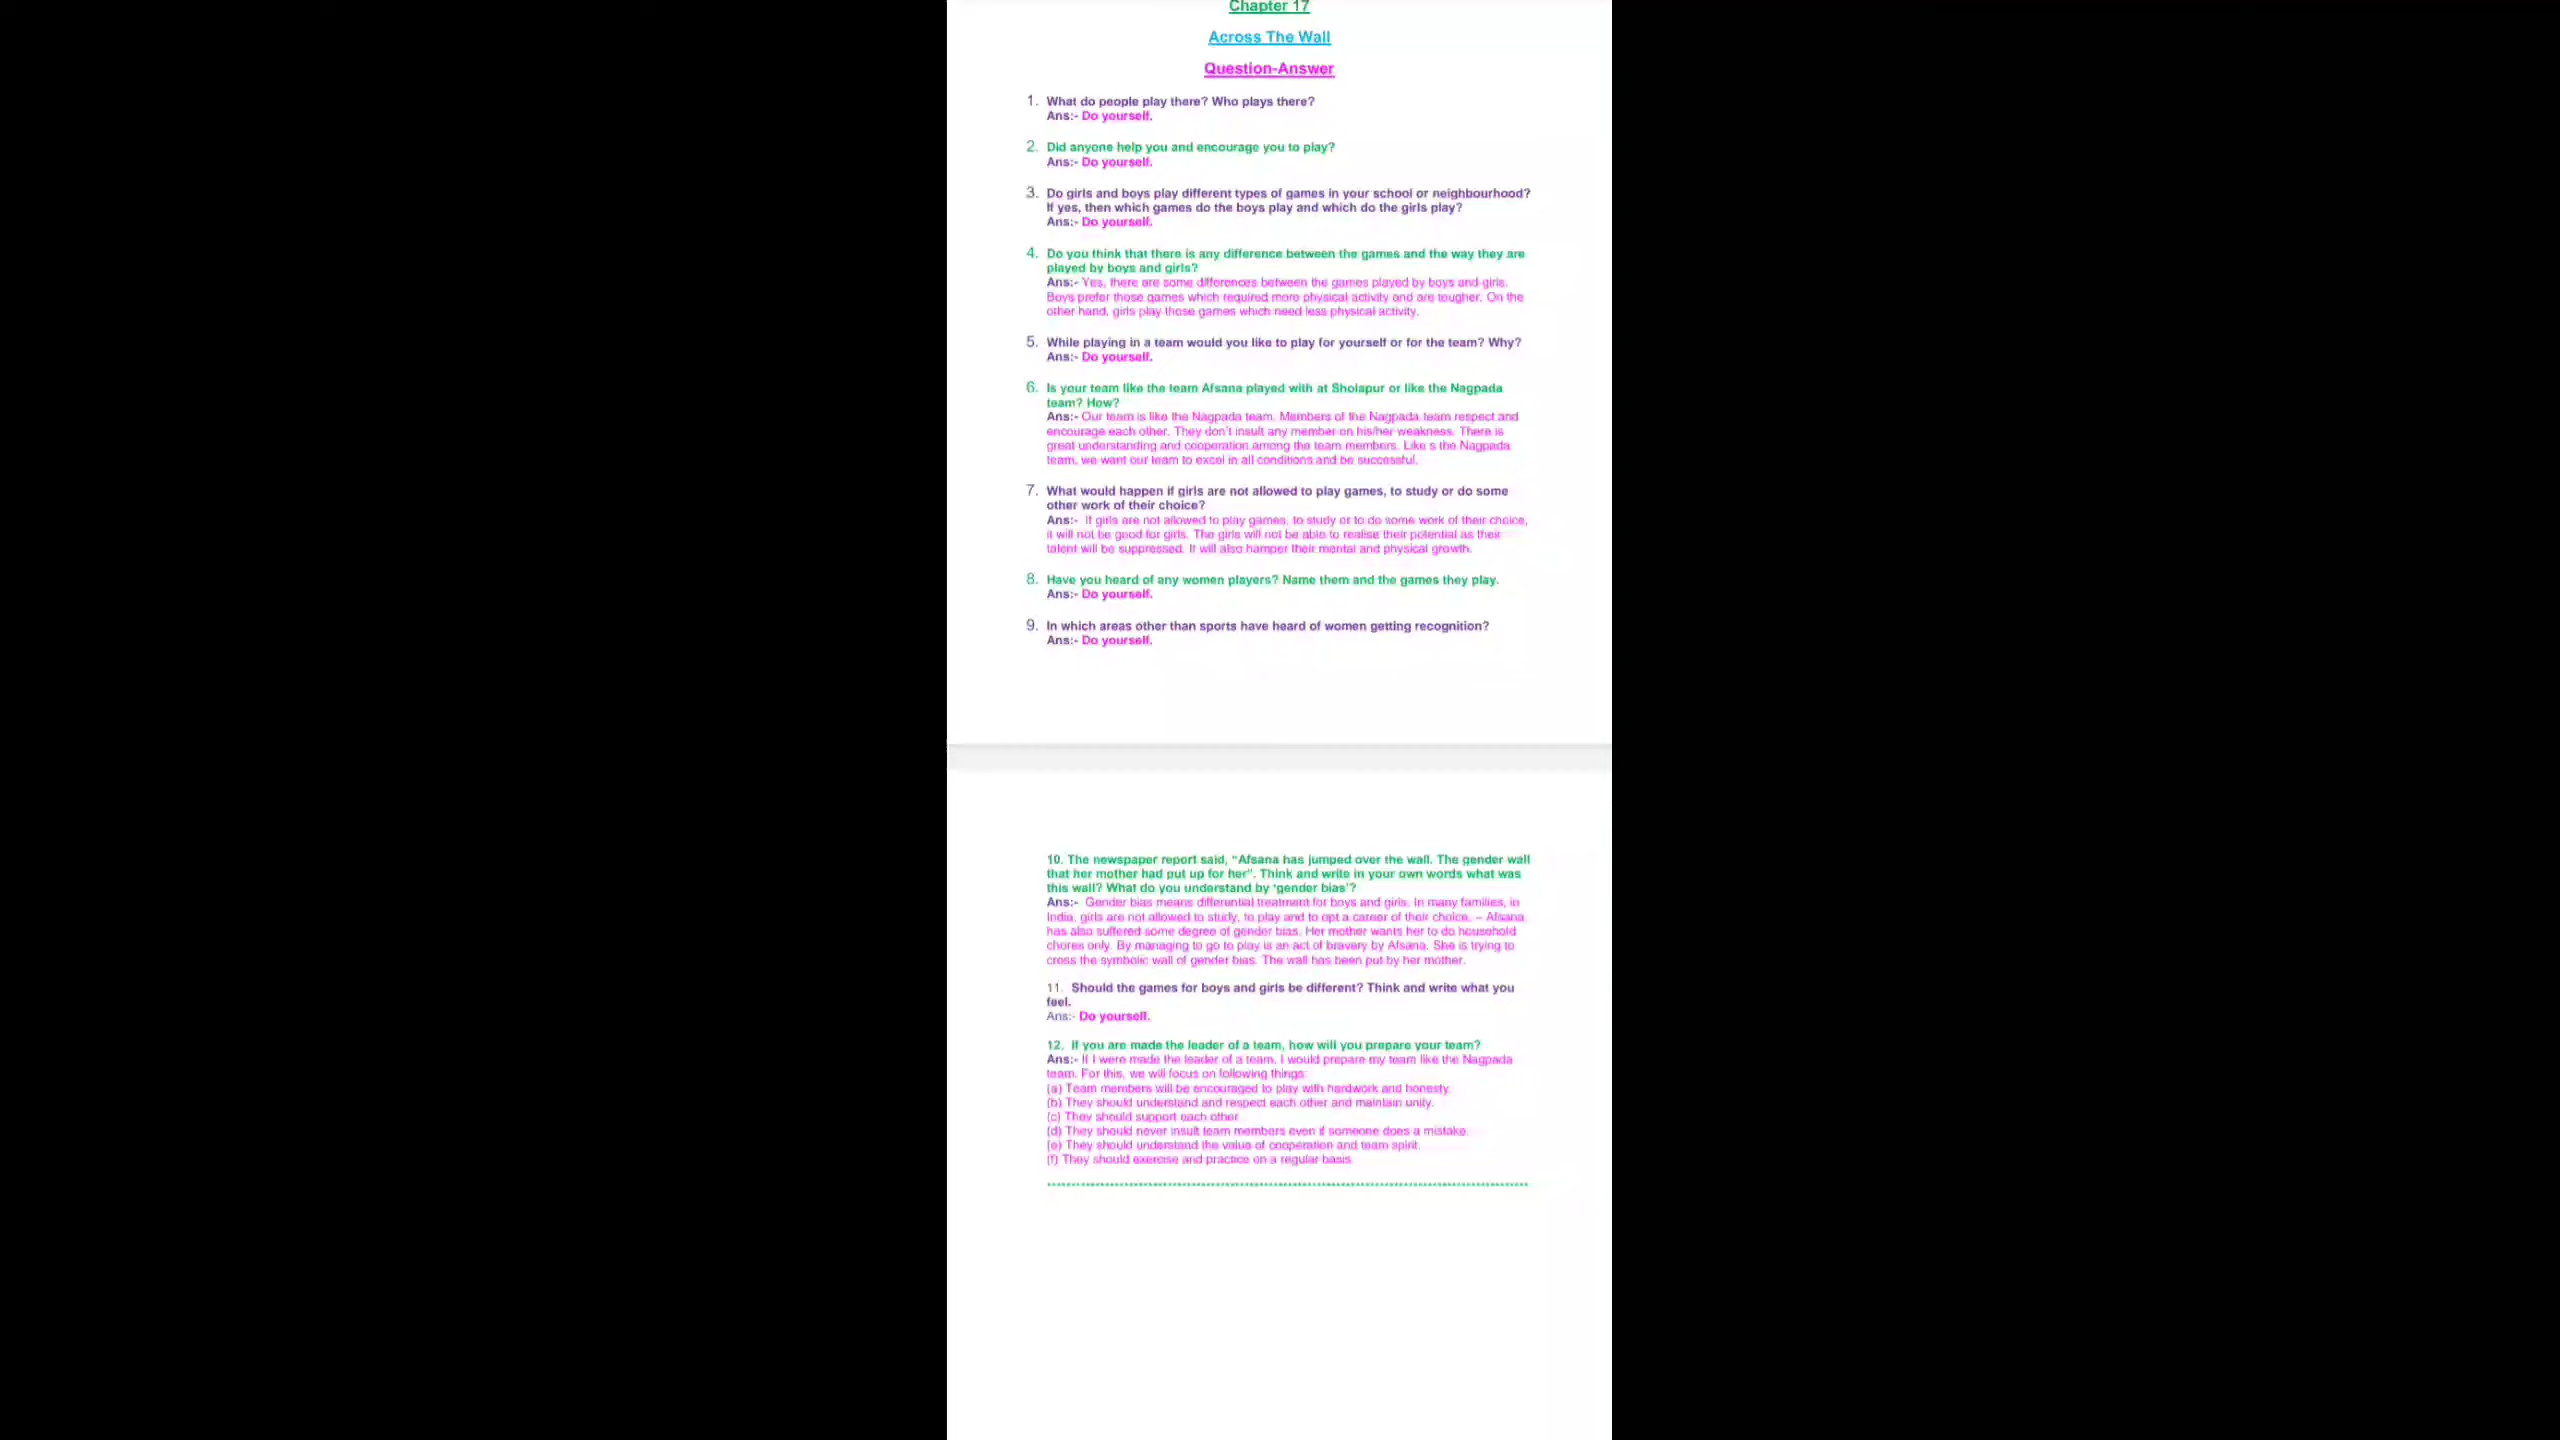 Chapter 17
Across The Wall
Question-Answer
1. What do people play there? Who plays there?
Ans:- Do yourself.
2. Did anyone help you and encourage you to play?
Ans:- Do yourself.
3. Do girls and boys play different types of games in your school or neighbourhood?
If yes, then which games do the boys play and which do the girls play?
Ans:- Do yourself.
4. Do you think that there is any difference between the games and the way they are
played by boys and girls?
Ans:- Yes, there are some differences between the games played by boys and girls.
Boys prefer those games which required more physical activity and are tougher. On the
other hand, girls play those games which need less physical activity.
5. While playing in a team would you like to play for yourself or for the team? Why?
Ans:- Do yourself.
6. Is your team like the team Afsana played with at Sholapur or like the Nagpada
team? How?
Ans:- Our team is like the Nagpada team. Members of the Nagpada team respect and
encourage each other. They don't insult any member on his/her weakness. There is
great understanding and cooperation among the team members. Like s the Nagpada
team, we want our team to excel in all conditions and be successful.
7. What would happen if girls are not allowed to play games, to study or do some
other work of their choice?
Ans:- If girls are not allowed to play games, to study or to do some work of their choice,
it will not be good for girls. The girls will not be able to realise their potential as their
talent will be suppressed. It will also hamper their mental and physical growth.
8. Have you heard of any women players? Name them and the games they play.
Ans:- Do yourself.
9. In which areas other than sports have heard of women getting recognition?
Ans:- Do yourself.
10. The newspaper report said, "Afsana has jumped over the wall. The gender wall
that her mother had put up for her". Think and write in your own words what was
this wall? What do you understand by 'gender bias'?
Ans:- Gender bias means differential treatment for boys and girls. In many families, in
India, girls are not allowed to study, to play and to opt a career of their choice. – Afsana
has also suffered some degree of gender bias. Her mother wants her to do household
chores only. By managing to go to play is an act of bravery by Afsana. She is trying to
cross the symbolic wall of gender bias. The wall has been put by her mother.
11. Should the games for boys and girls be different? Think and write what you
feel.
Ans:- Do yourself.
12. If you are made the leader of a team, how will you prepare your team?
Ans:- If I were made the leader of a team, I would prepare my team like the Nagpada
team. For this, we will focus on following things:
(a) Team members will be encouraged to play with hardwork and honesty.
(b) They should understand and respect each other and maintain unity.
(c) They should support each other.
(d) They should never insult team members even if someone does a mistake.
(e) They should understand the value of cooperation and team spirit.
(f) They should exercise and practice on a regular basis.